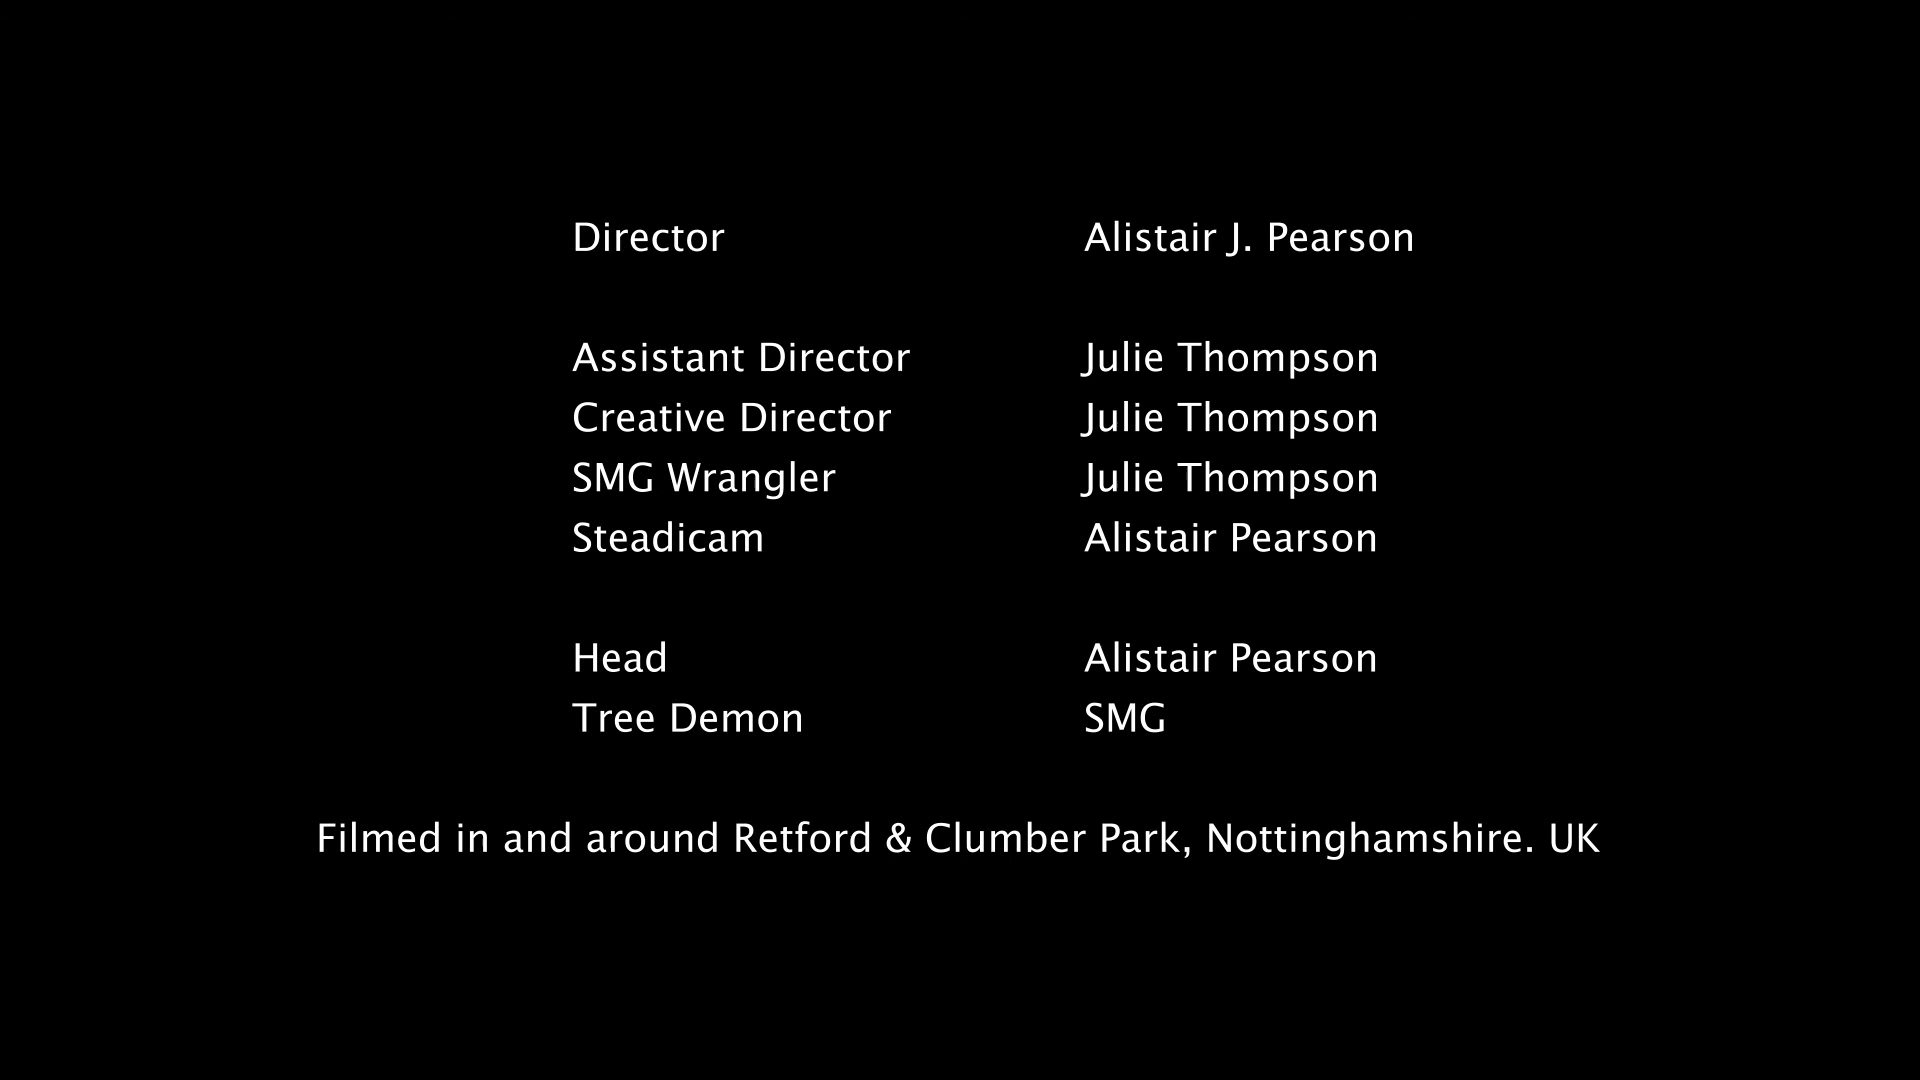 Director Alistair J. Pearson
Assistant Director Julie Thompson
Creative Director Julie Thompson
SMG Wrangler Julie Thompson
Steadicam Alistair Pearson
Head Alistair Pearson
Tree Demon SMG
Filmed in and around Retford & Clumber Park, Nottinghamshire. UK